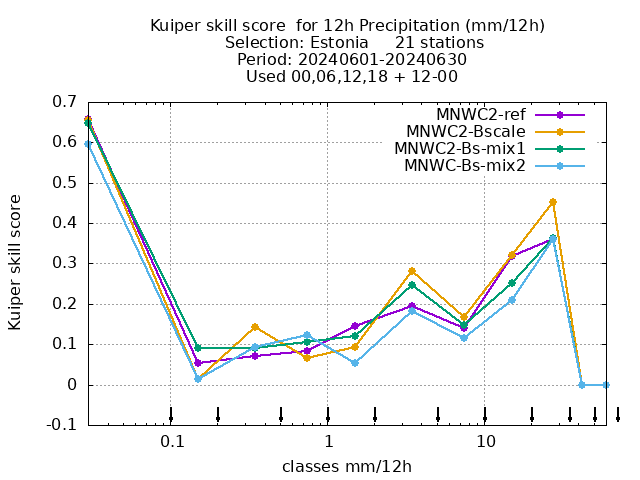 Kuiper skill score  for 12h Precipitation (mm/12h)
Selection: Estonia     21 stations
Period: 20240601-20240630
Used 00,06,12,18 + 12-00
MNWC2-ref
MNWC2-Bscale
MNWC2-Bs-mix1
MNWC-Bs-mix2
Kuiper skill score
0.7
0.6
0.5
0.4
0.3
0.2
0.1
0
-0.1
0.1 1 10
classes mm/12h